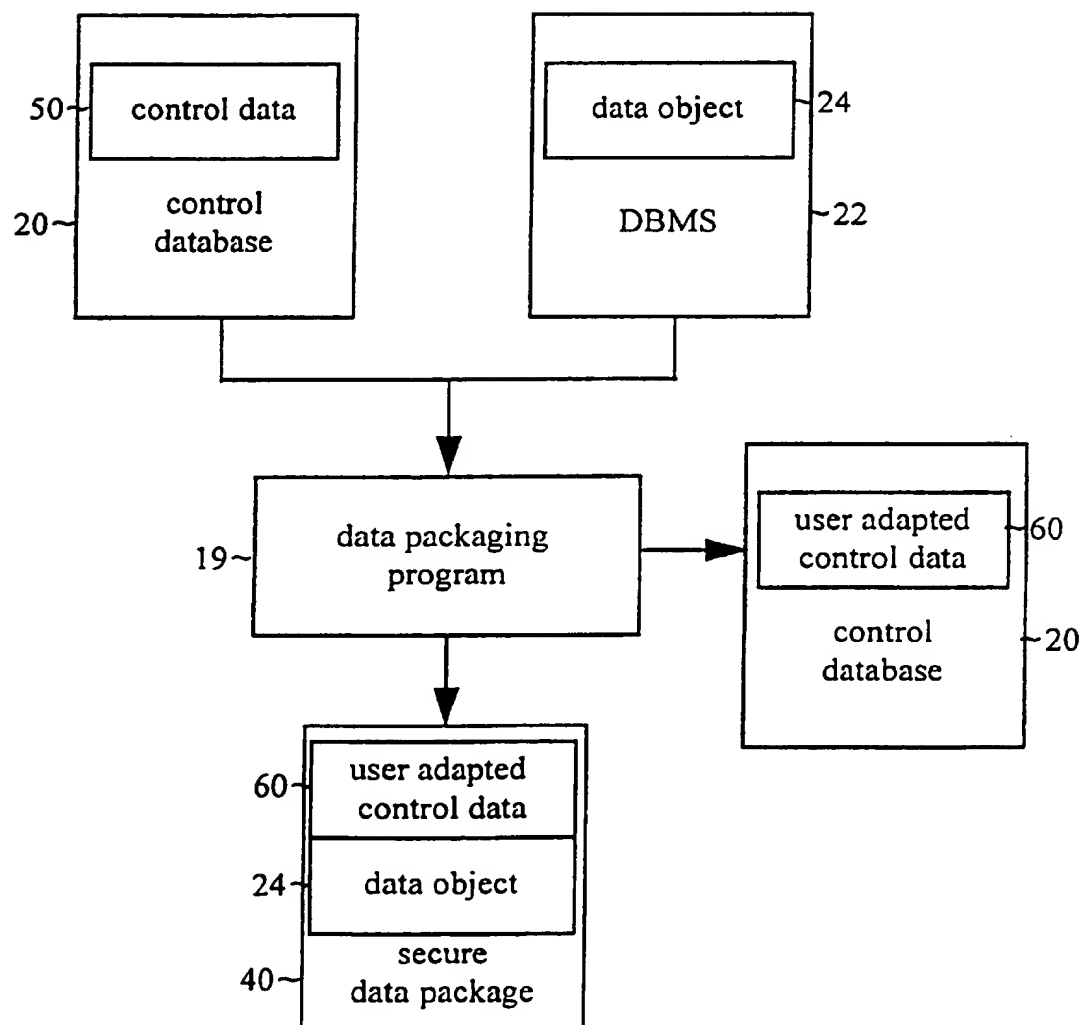 50
control data
20
control
database
data object
24
DBMS
22
19
data packaging
program
user adapted
control data
60
control
database
20
60
user adapted
control data
24
data object
40
secure
data package